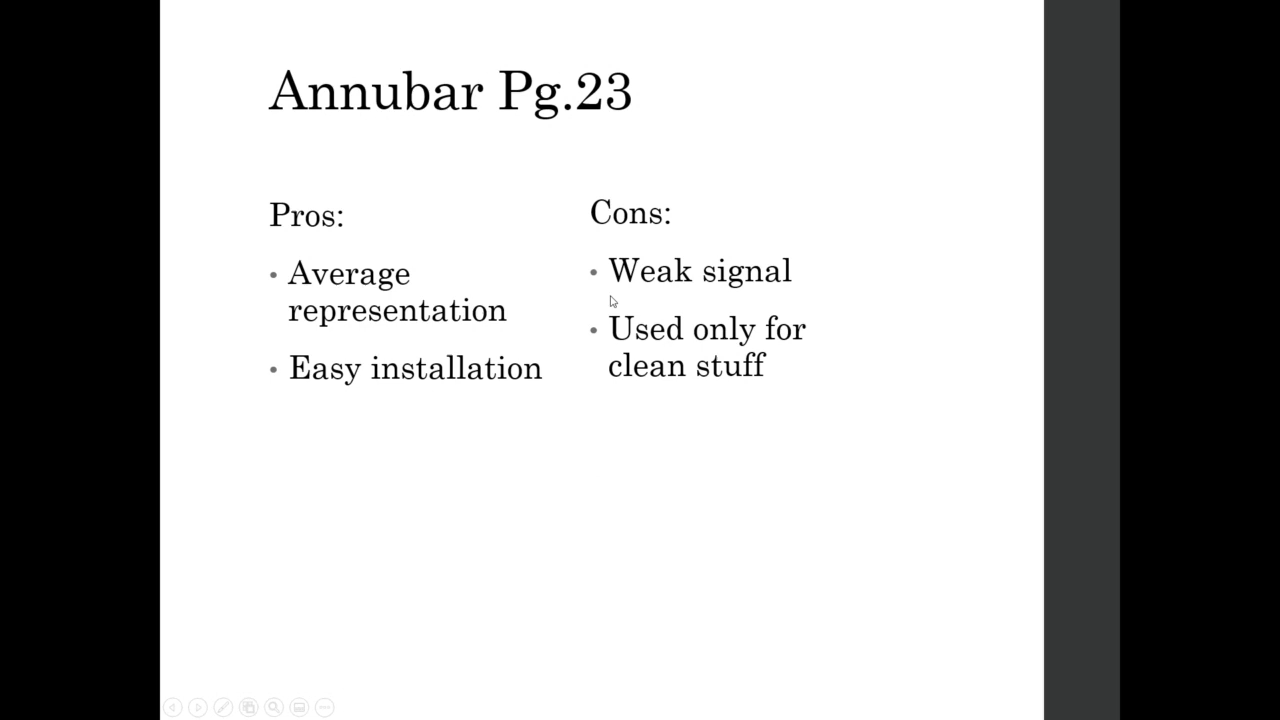 Annubar Pg.23
Pros:
• Average
representation
• Easy installation
Cons:
• Weak signal
• Used only for
clean stuff